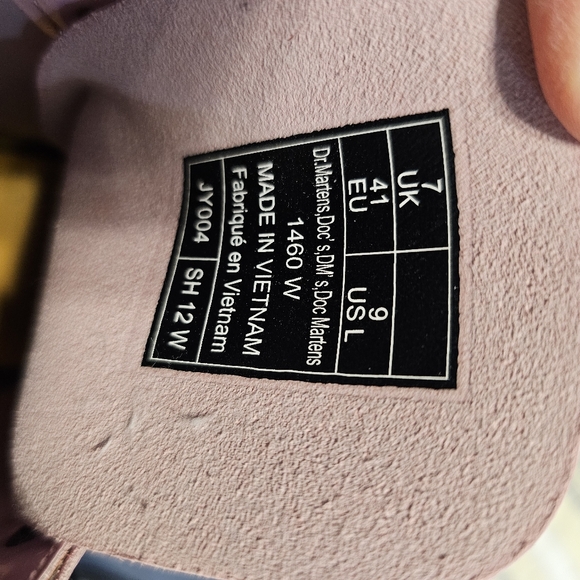 7
UK
41
EU
9
US L
Dr.Martens,Doc's,DM's,Doc Martens
1460 W
MADE IN VIETNAM
Fabriqué en Vietnam
JY004 SH 12 W